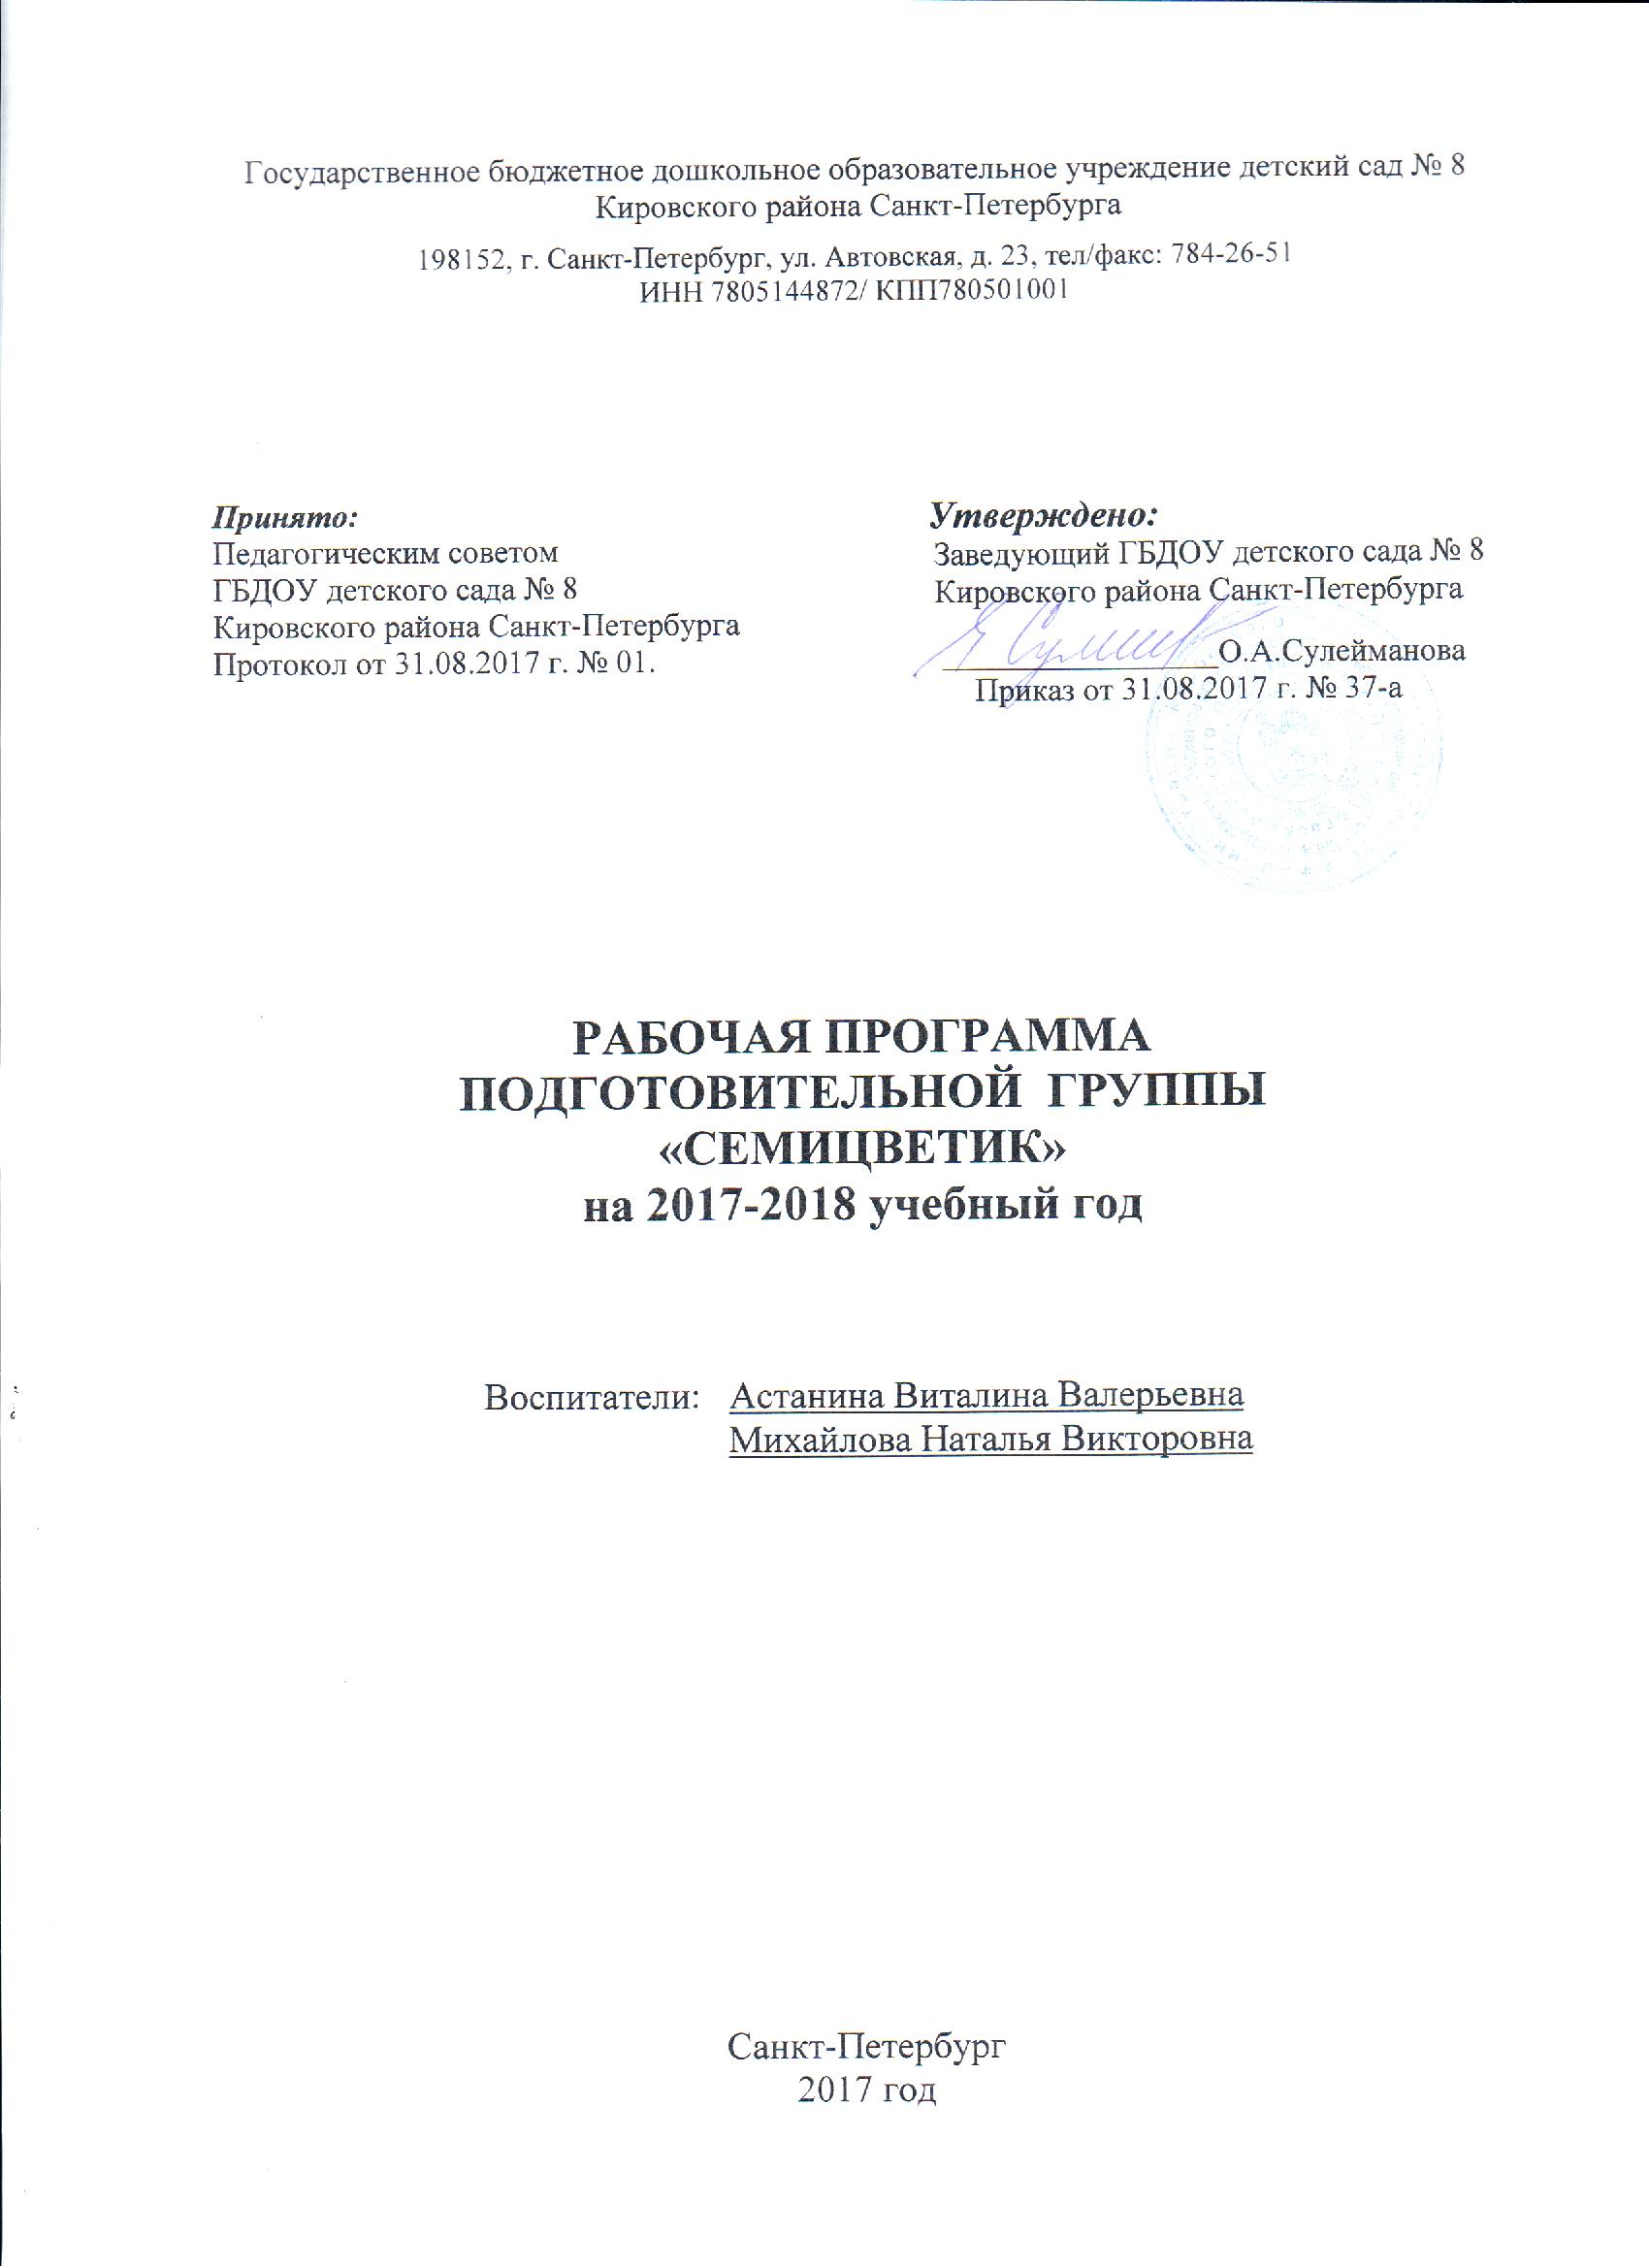 Государственное бюджетное дошкольное образовательное учреждение детский сад № 8
Кировского района Санкт-Петербурга
198152, г. Санкт-Петербург, ул. Автовская, д. 23, тел/факс: 784-26-51
ИНН 7805144872/ КПП780501001
Принято:
Педагогическим советом
ГБДОУ детского сада № 8
Кировского района Санкт-Петербурга
Протокол от 31.08.2017 г. № 01.
Утверждено:
Заведующий ГБДОУ детского сада № 8
Кировского района Санкт-Петербурга
О.А.Сулейманова
Приказ от 31.08.2017 г. № 37-а
РАБОЧАЯ ПРОГРАММА
ПОДГОТОВИТЕЛЬНОЙ ГРУППЫ
«СЕМИЦВЕТИК»
на 2017-2018 учебный год
Воспитатели: Астанина Виталина Валерьевна
Михайлова Наталья Викторовна
Санкт-Петербург
2017 год